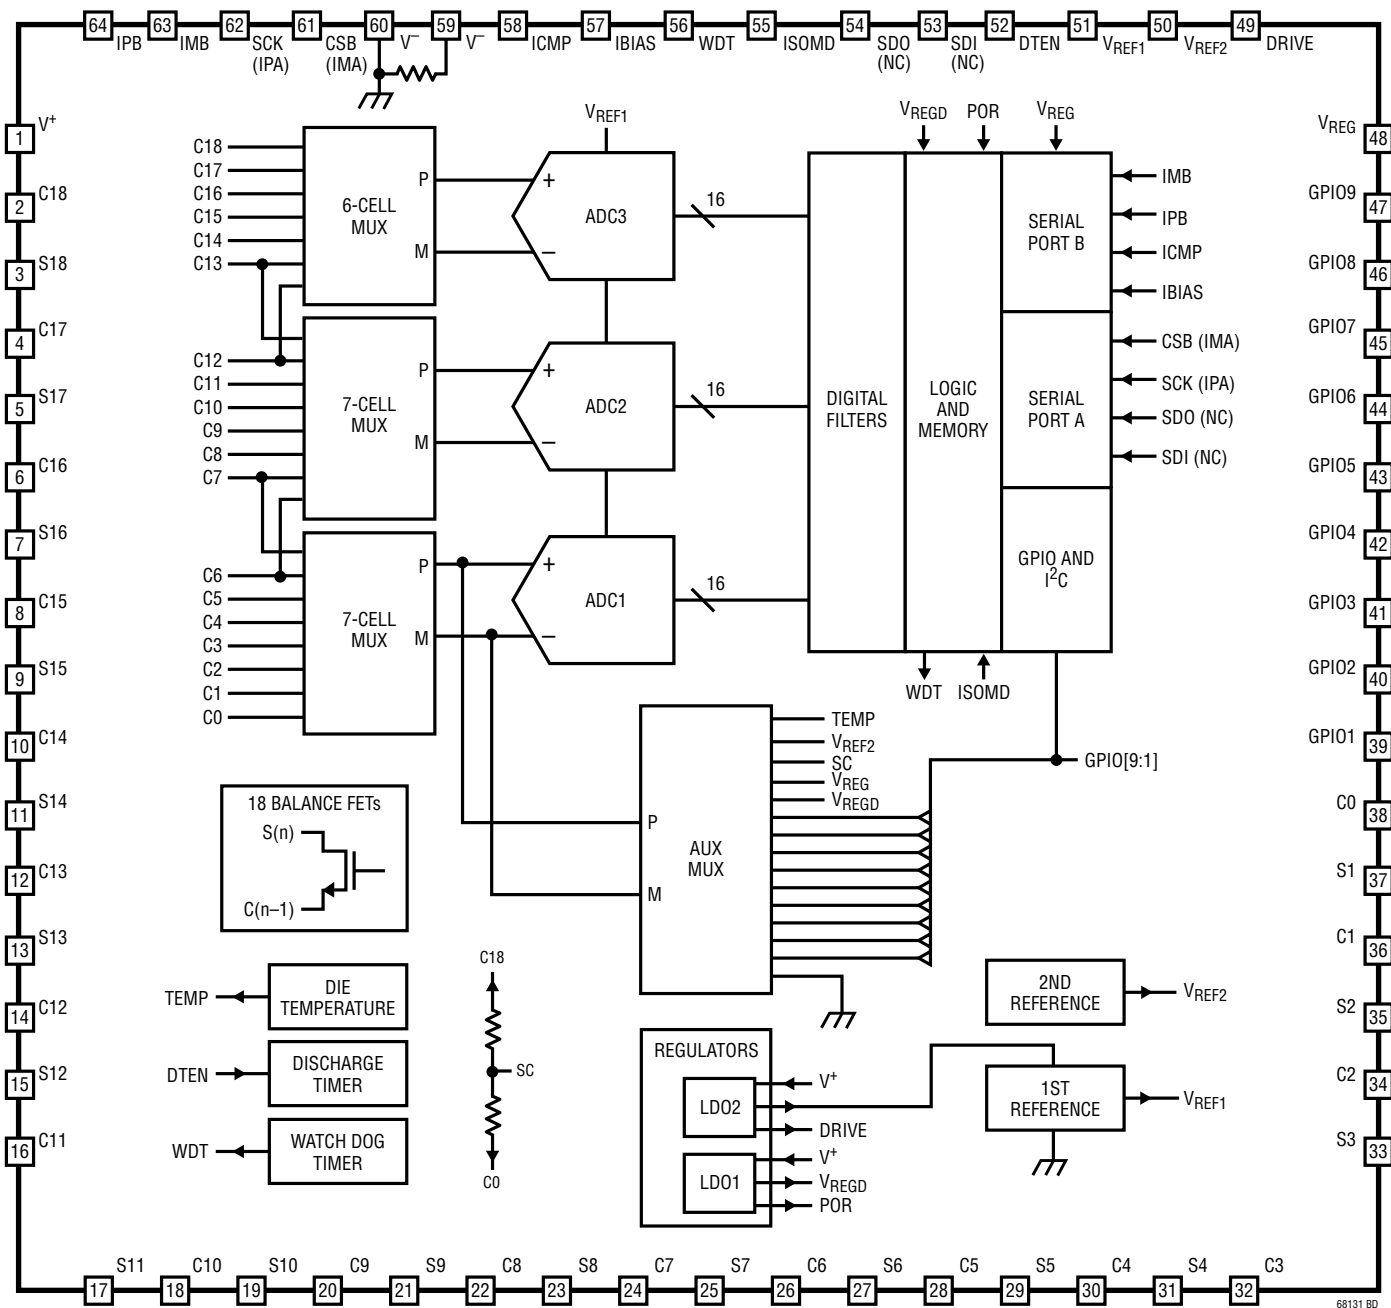 64 63 62 61 60 59 58 57 56 55 54 53 52 51 50 49
IPB IMB SCK (IPA) CSB (IMA) V⁻ V⁻ ICMP IBIAS WDT ISOMD SDO (NC) SDI (NC) DTEN VREF1 VREF2 DRIVE
1 V⁺
2 C18
3 S18
4 C17
5 S17
6 C16
7 S16
8 C15
9 S15
10 C14
11 S14
12 C13
13 S13
14 C12
15 S12
16 C11
C18
C17
C16
C15
C14
C13
6-CELL
MUX
P
M
C12
C11
C10
C9
C8
C7
7-CELL
MUX
P
M
C6
C5
C4
C3
C2
C1
C0
7-CELL
MUX
P
M
VREF1
+
–
ADC3
16
+
–
ADC2
16
+
–
ADC1
16
VREGD POR VREG
DIGITAL
FILTERS
LOGIC
AND
MEMORY
SERIAL
PORT B
SERIAL
PORT A
GPIO AND
I²C
IMB
IPB
ICMP
IBIAS
CSB (IMA)
SCK (IPA)
SDO (NC)
SDI (NC)
WDT ISOMD
TEMP
VREF2
SC
VREG
VREGD
GPIO[9:1]
P
M
AUX
MUX
18 BALANCE FETs
S(n)
C(n–1)
TEMP
DIE
TEMPERATURE
DTEN
DISCHARGE
TIMER
WDT
WATCH DOG
TIMER
C18
SC
C0
REGULATORS
LDO2
V⁺
DRIVE
LDO1
V⁺
VREGD
POR
2ND
REFERENCE
VREF2
1ST
REFERENCE
VREF1
VREG 48
GPIO9 47
GPIO8 46
GPIO7 45
GPIO6 44
GPIO5 43
GPIO4 42
GPIO3 41
GPIO2 40
GPIO1 39
C0 38
S1 37
C1 36
S2 35
C2 34
S3 33
S11 C10 S10 C9 S9 C8 S8 C7 S7 C6 S6 C5 S5 C4 S4 C3
17 18 19 20 21 22 23 24 25 26 27 28 29 30 31 32
68131 BD